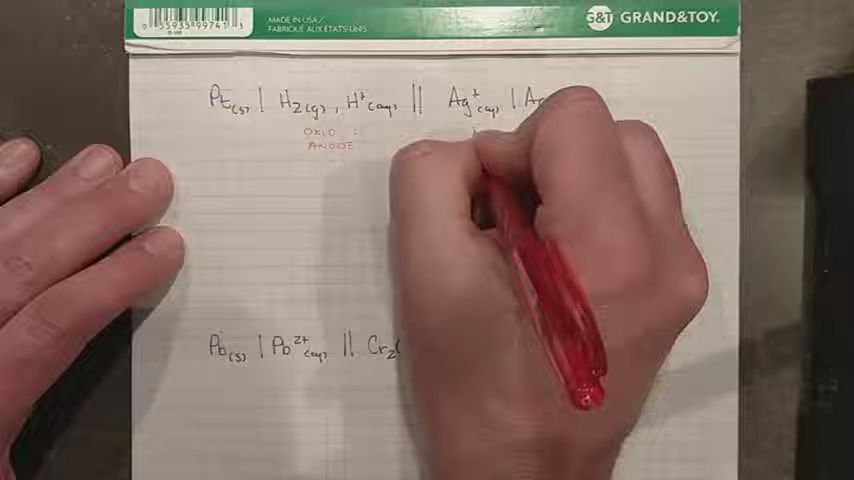 MADE IN USA/
FABRIQUÉ AUX ÉTATS-UNIS
G&T GRAND&TOY.
Pt(s) | H2(g), H+(aq) || Ag+(aq) | Ag
OXID :
ANODE
Pb(s) | Pb2+(aq) || Cr2